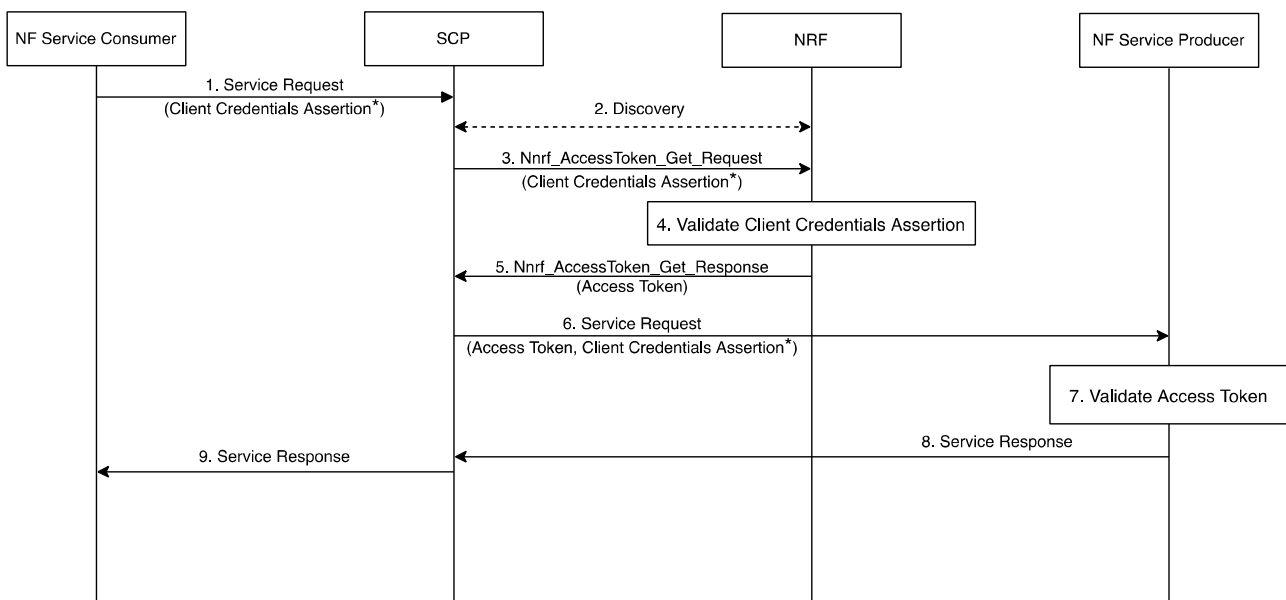 NF Service Consumer
SCP
NRF
NF Service Producer
1. Service Request
(Client Credentials Assertion*)
2. Discovery
3. Nnrf_AccessToken_Get_Request
(Client Credentials Assertion*)
4. Validate Client Credentials Assertion
5. Nnrf_AccessToken_Get_Response
(Access Token)
6. Service Request
(Access Token, Client Credentials Assertion*)
7. Validate Access Token
8. Service Response
9. Service Response